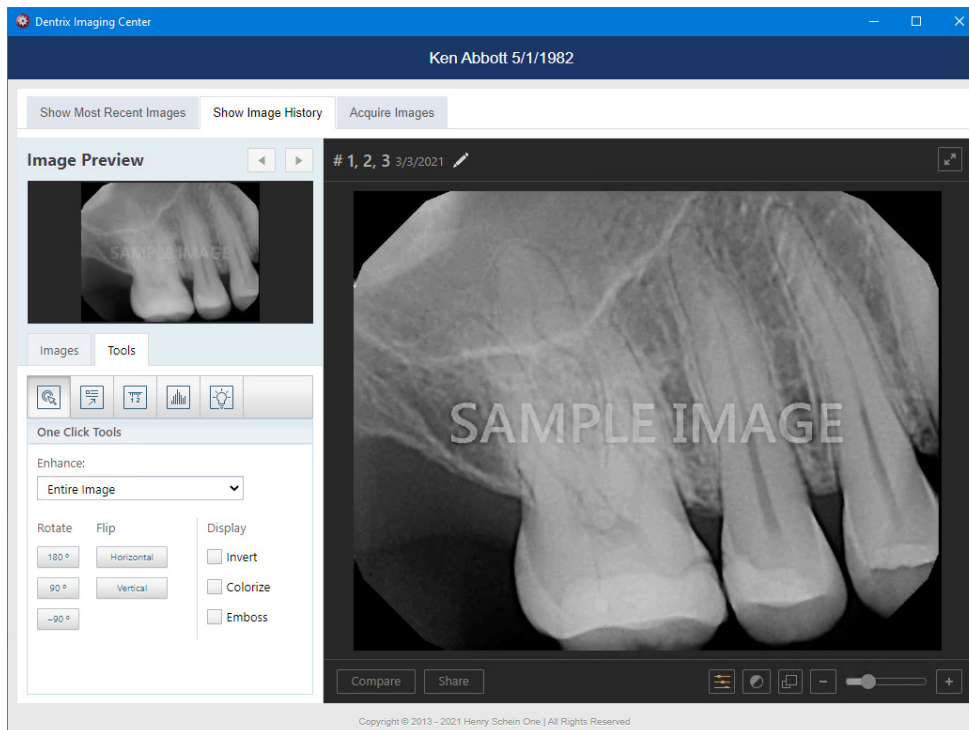 Dentrix Imaging Center
Ken Abbott 5/1/1982
Show Most Recent Images Show Image History Acquire Images
Image Preview
# 1, 2, 3 3/3/2021
SAMPLE IMAGE
SAMPLE IMAGE
Images Tools
1 2
One Click Tools
Enhance:
Entire Image
Rotate Flip Display
180 º Horizontal Invert
90 º Vertical Colorize
-90 º Emboss
Compare Share
Copyright © 2013 - 2021 Henry Schein One | All Rights Reserved